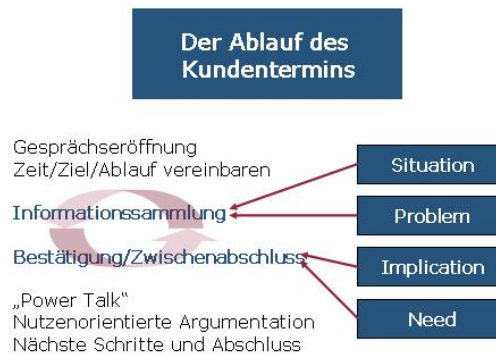 Der Ablauf des
Kundentermins
Gesprächseröffnung
Zeit/Ziel/Ablauf vereinbaren
Informationssammlung
Bestätigung/Zwischenabschluss
„Power Talk“
Nutzenorientierte Argumentation
Nächste Schritte und Abschluss
Situation
Problem
Implication
Need